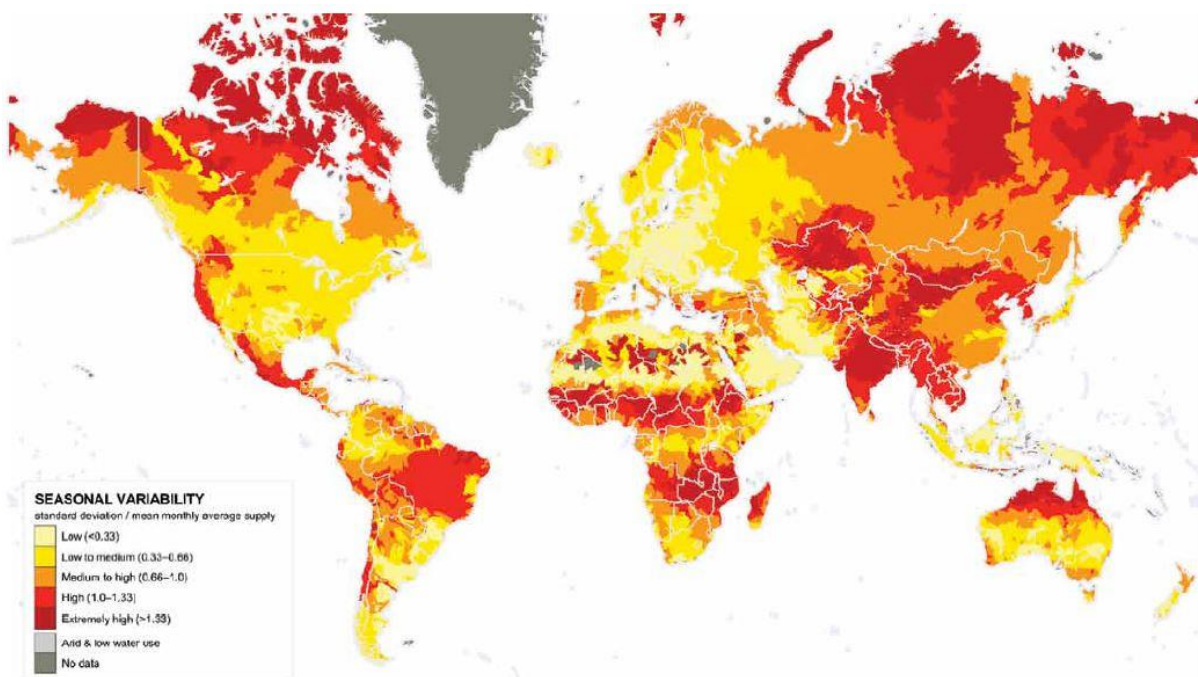 SEASONAL VARIABILITY
standard deviation / mean monthly average supply
Low (<0.33)
Low to medium (0.33–0.66)
Medium to high (0.66–1.0)
High (1.0–1.33)
Extremely high (>1.33)
Arid & low water use
No data